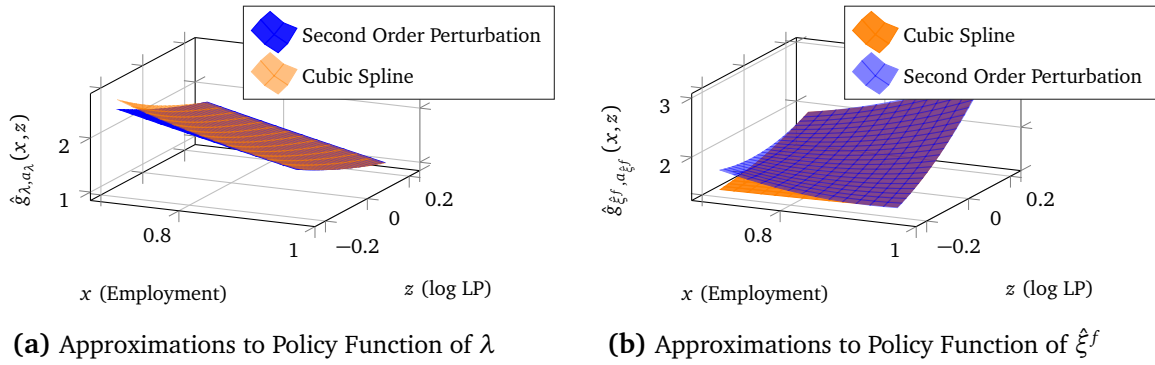 Second Order Perturbation
Cubic Spline
2
1
ĝ_{λ,a_λ}(x,z)
0.8
1
−0.2
0
0.2
x (Employment)
z (log LP)
(a) Approximations to Policy Function of λ
Cubic Spline
Second Order Perturbation
3
2
ĝ_{ξ̂^f,a_{ξ̂^f}}(x,z)
0.8
1
−0.2
0
0.2
x (Employment)
z (log LP)
(b) Approximations to Policy Function of ξ̂^f